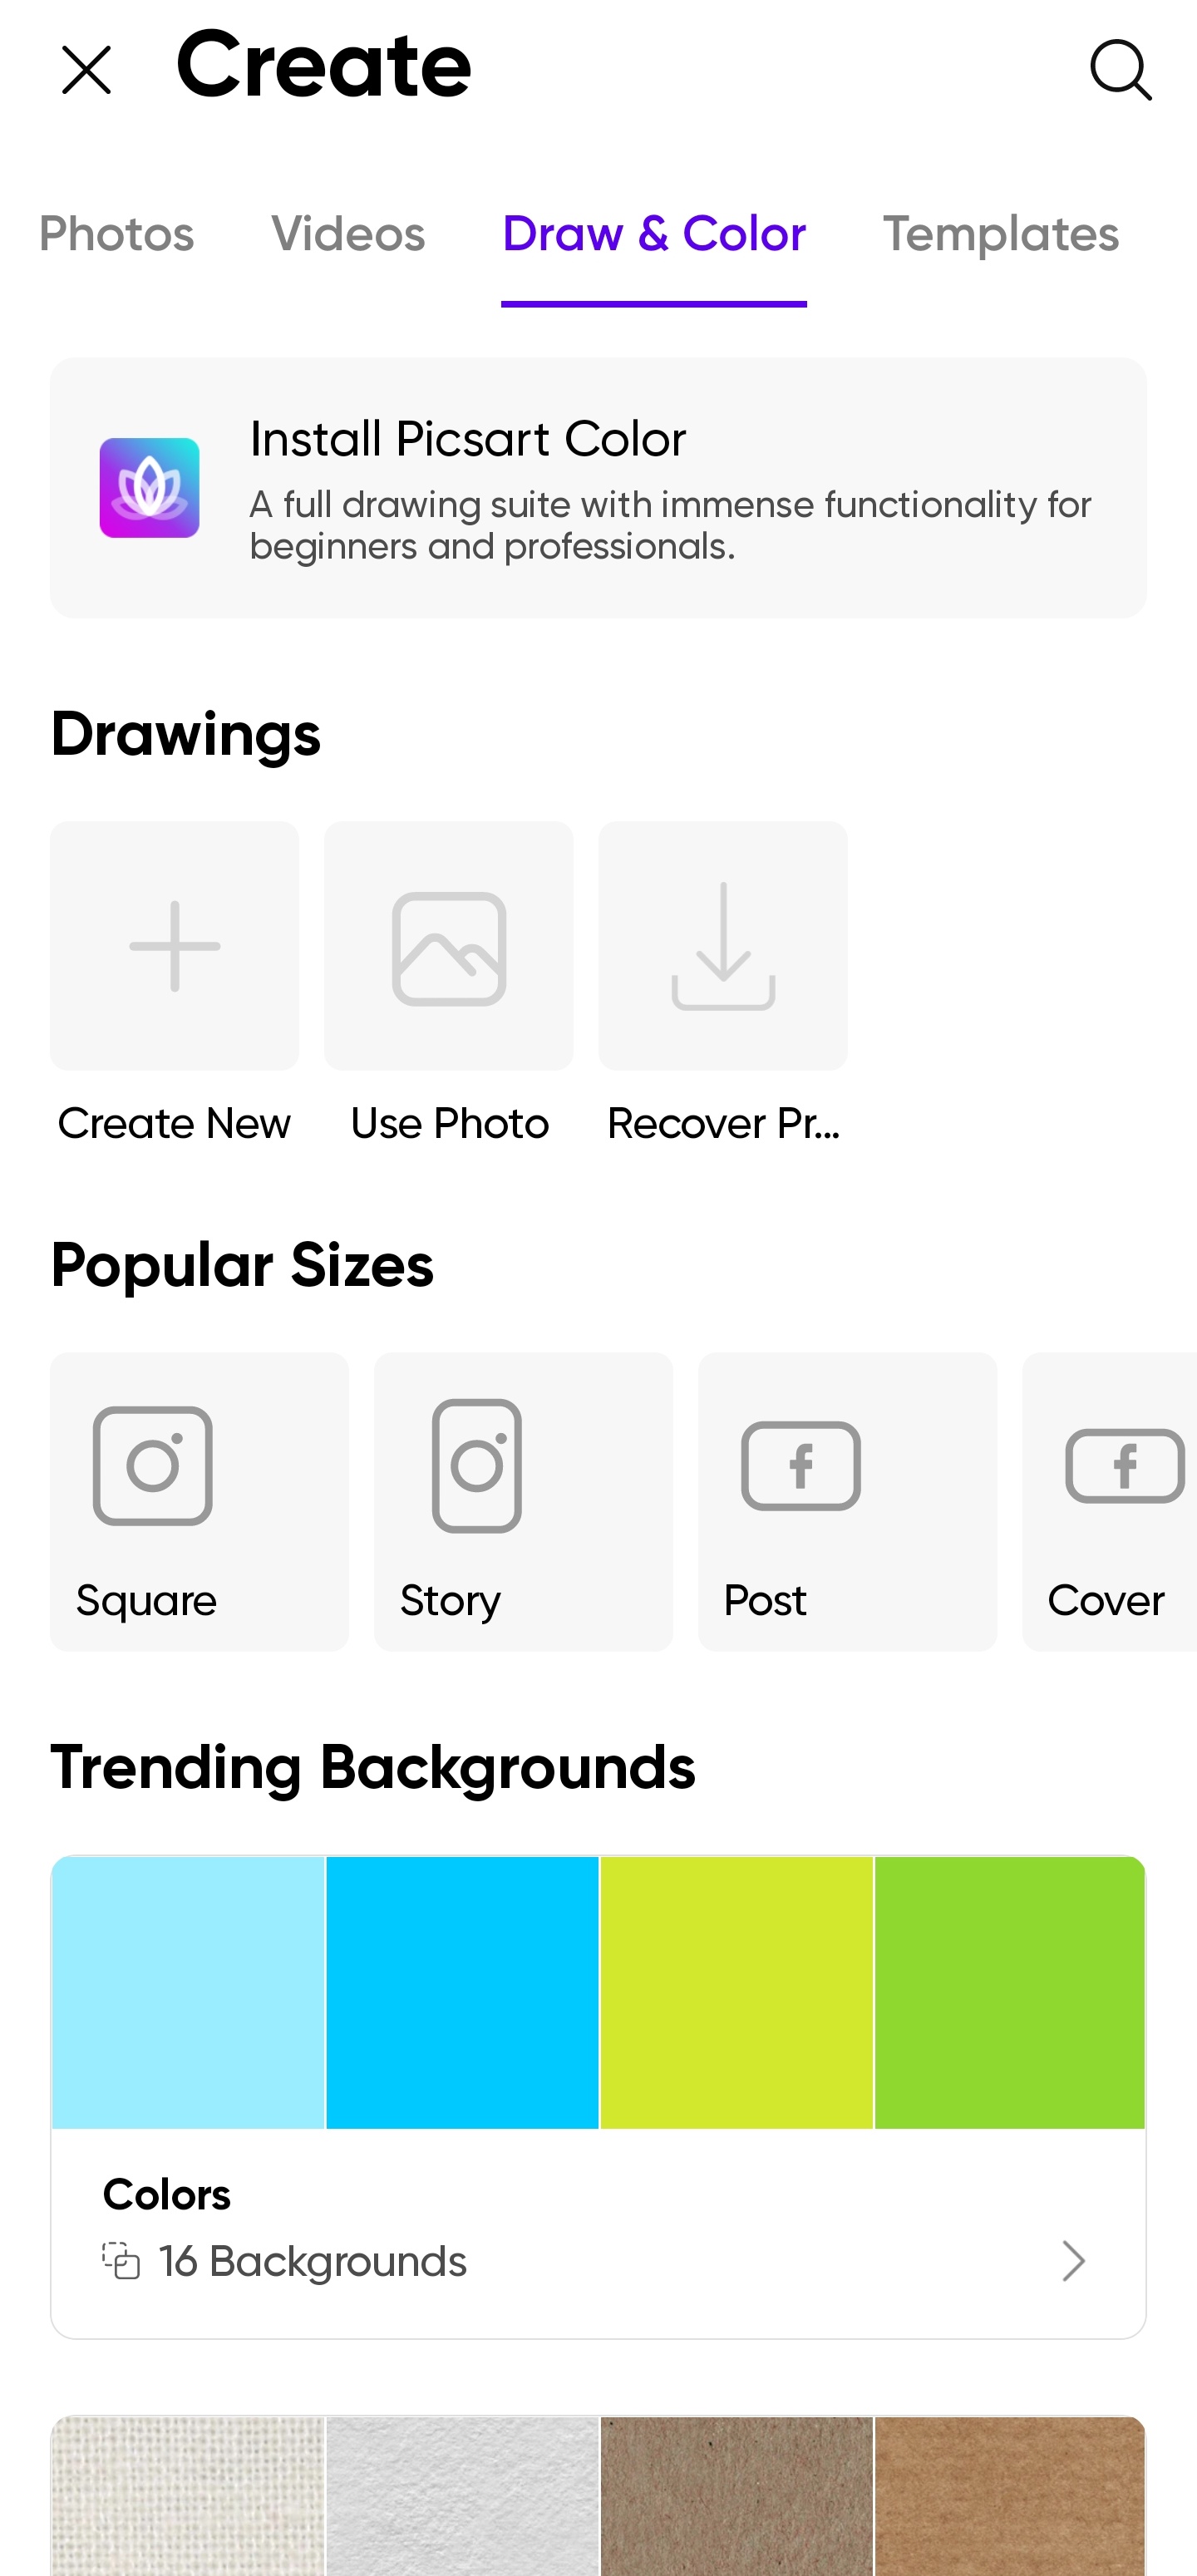 Create
Photos
Videos
Draw & Color
Templates
Install Picsart Color
A full drawing suite with immense functionality for
beginners and professionals.
Drawings
Create New
Use Photo
Recover Pr...
Popular Sizes
Square
Story
Post
Cover
Trending Backgrounds
Colors
16 Backgrounds